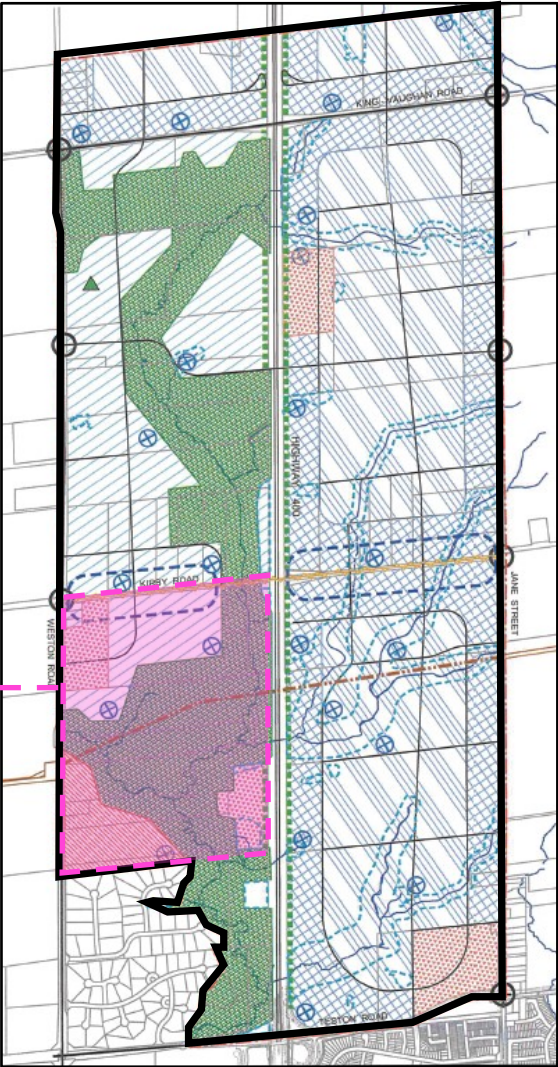 KING-VAUGHAN ROAD
HIGHWAY 400
KIRBY ROAD
WESTON ROAD
JANE STREET
TESTON ROAD